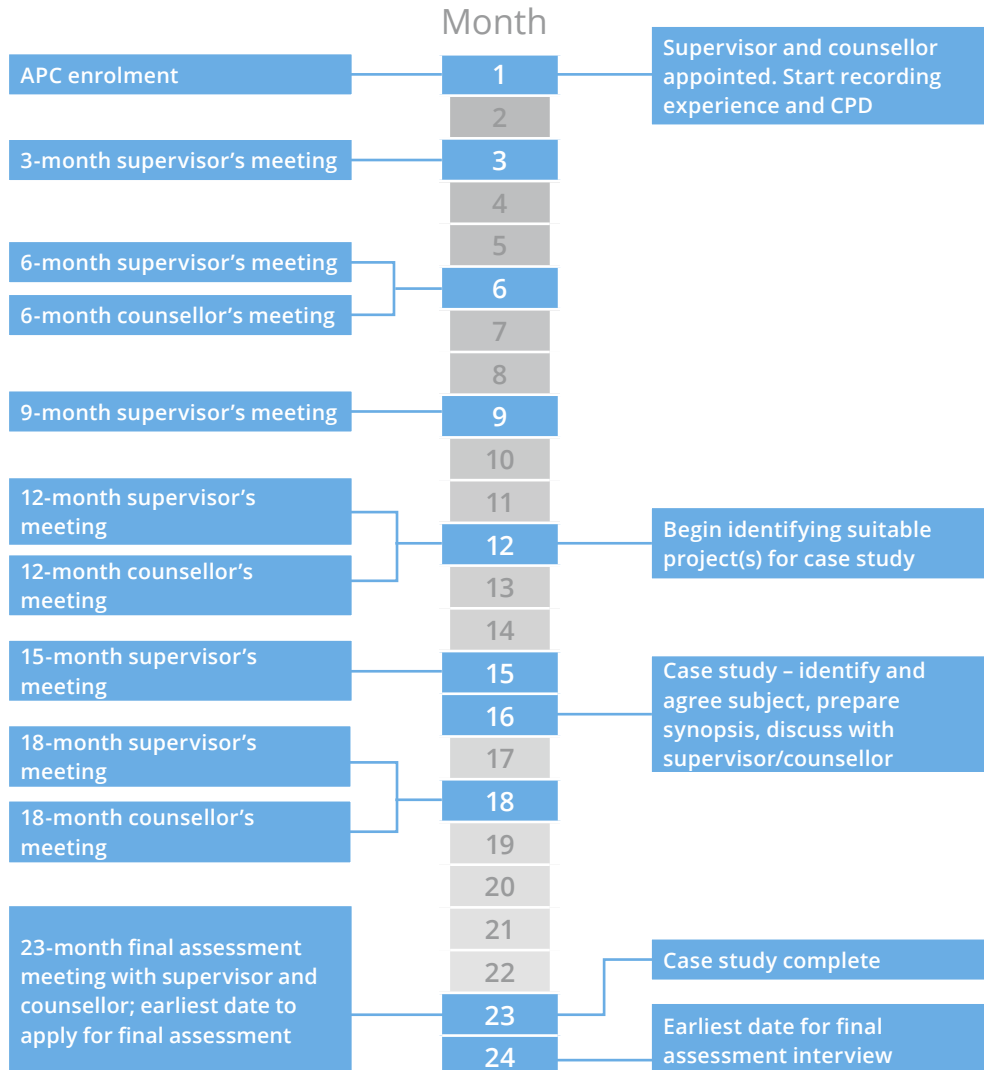 Month
APC enrolment
1
Supervisor and counsellor
appointed. Start recording
experience and CPD
2
3-month supervisor’s meeting
3
4
5
6-month supervisor’s meeting
6-month counsellor’s meeting
6
7
8
9-month supervisor’s meeting
9
10
11
12-month supervisor’s
meeting
12-month counsellor’s
meeting
12
Begin identifying suitable
project(s) for case study
13
14
15-month supervisor’s
meeting
15
16
Case study – identify and
agree subject, prepare
synopsis, discuss with
supervisor/counsellor
17
18-month supervisor’s
meeting
18-month counsellor’s
meeting
18
19
20
21
22
23-month final assessment
meeting with supervisor and
counsellor; earliest date to
apply for final assessment
23
Case study complete
24
Earliest date for final
assessment interview